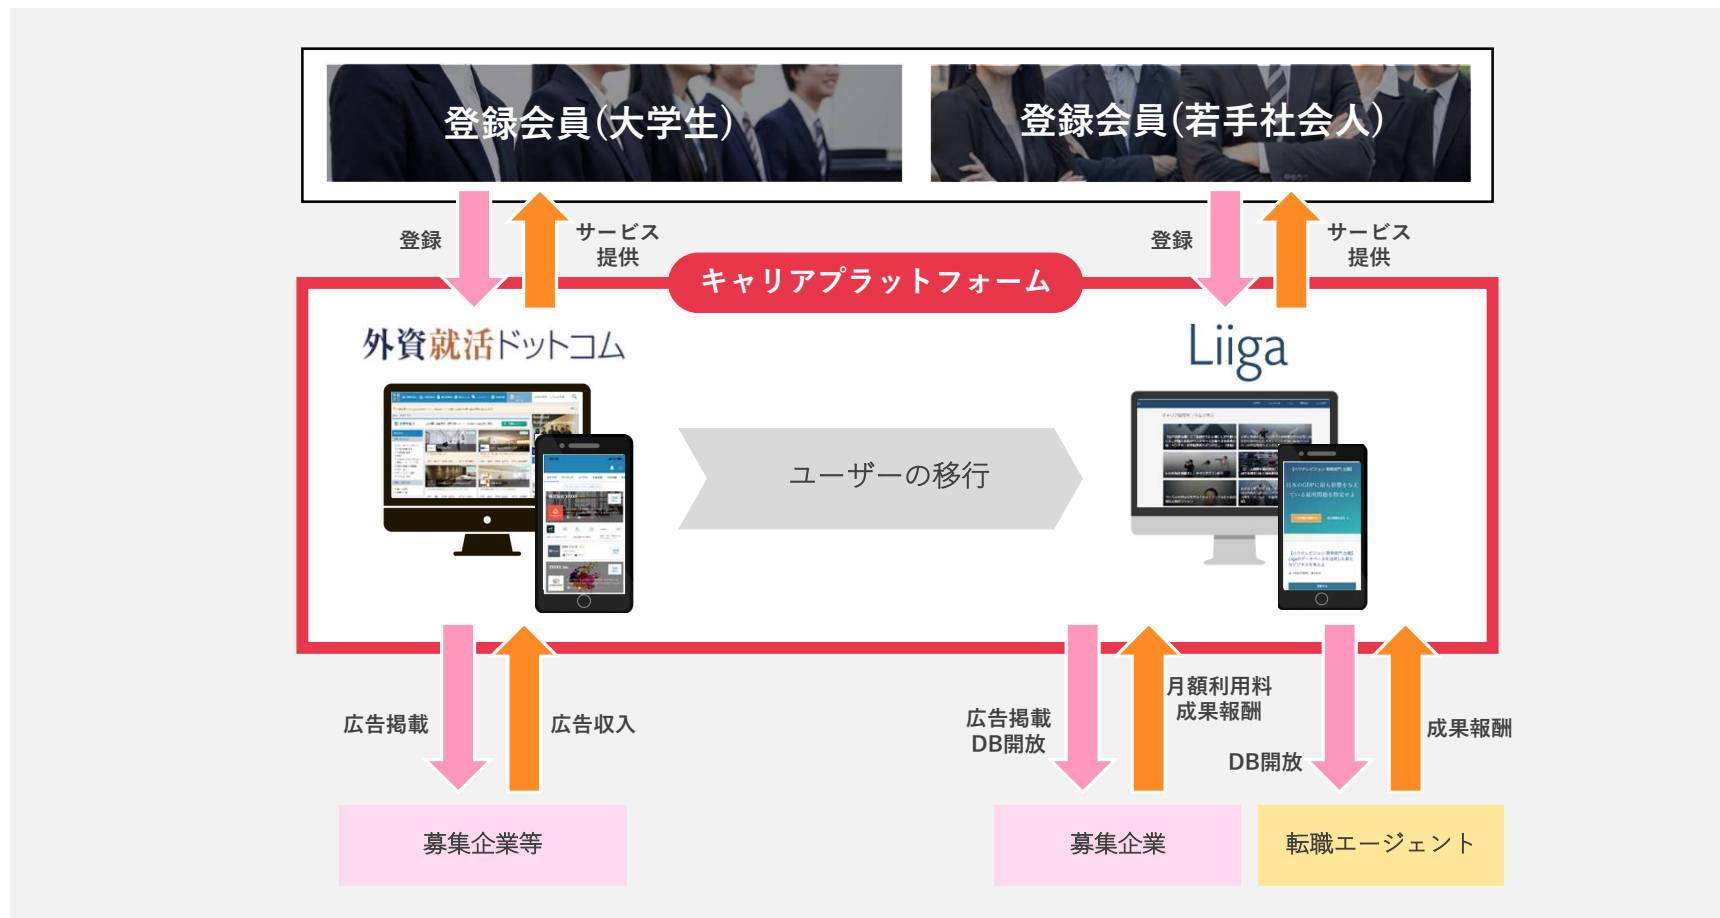 登録会員(大学生)
登録会員(若手社会人)
登録
サービス
提供
登録
サービス
提供
キャリアプラットフォーム
外資就活ドットコム
Liiga
ユーザーの移行
広告掲載
広告収入
広告掲載
DB開放
月額利用料
成果報酬
DB開放
成果報酬
募集企業等
募集企業
転職エージェント